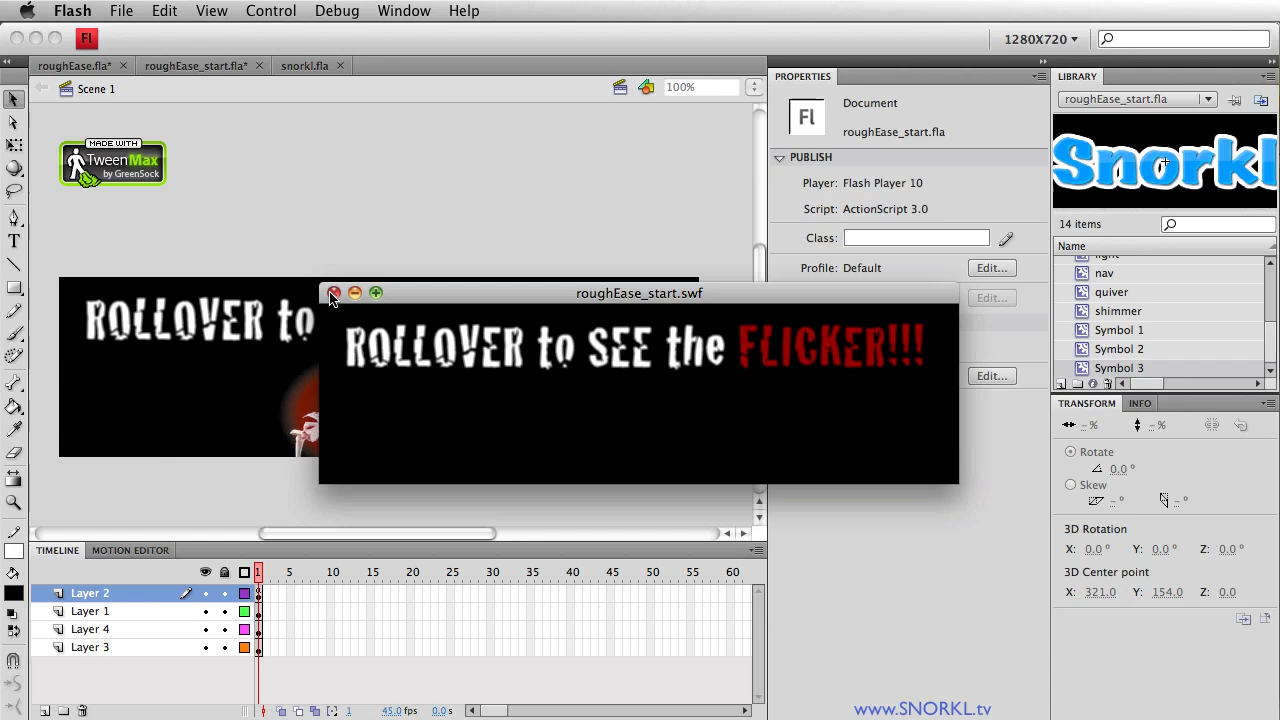 Flash File Edit View Control Debug Window Help
Fl 1280X720
roughEase.fla* roughEase_start.fla* snorkl.fla
Scene 1 100%
MADE WITH
TweenMax
by GreenSock
ROLLOVER to
roughEase_start.swf
ROLLOVER to SEE the FLICKER!!!
PROPERTIES
Fl
Document
roughEase_start.fla
PUBLISH
Player: Flash Player 10
Script: ActionScript 3.0
Class:
Profile: Default Edit...
Edit...
Edit...
LIBRARY
roughEase_start.fla
Snorkl
14 items
Name
light
nav
quiver
shimmer
Symbol 1
Symbol 2
Symbol 3
TRANSFORM INFO
% %
Rotate
0.0 °
Skew
° °
3D Rotation
X: 0.0 ° Y: 0.0 ° Z: 0.0 °
3D Center point
X: 321.0 Y: 154.0 Z: 0.0
TIMELINE MOTION EDITOR
1 5 10 15 20 25 30 35 40 45 50 55 60
Layer 2
Layer 1
Layer 4
Layer 3
1 45.0 fps 0.0 s
www.SNORKL.tv